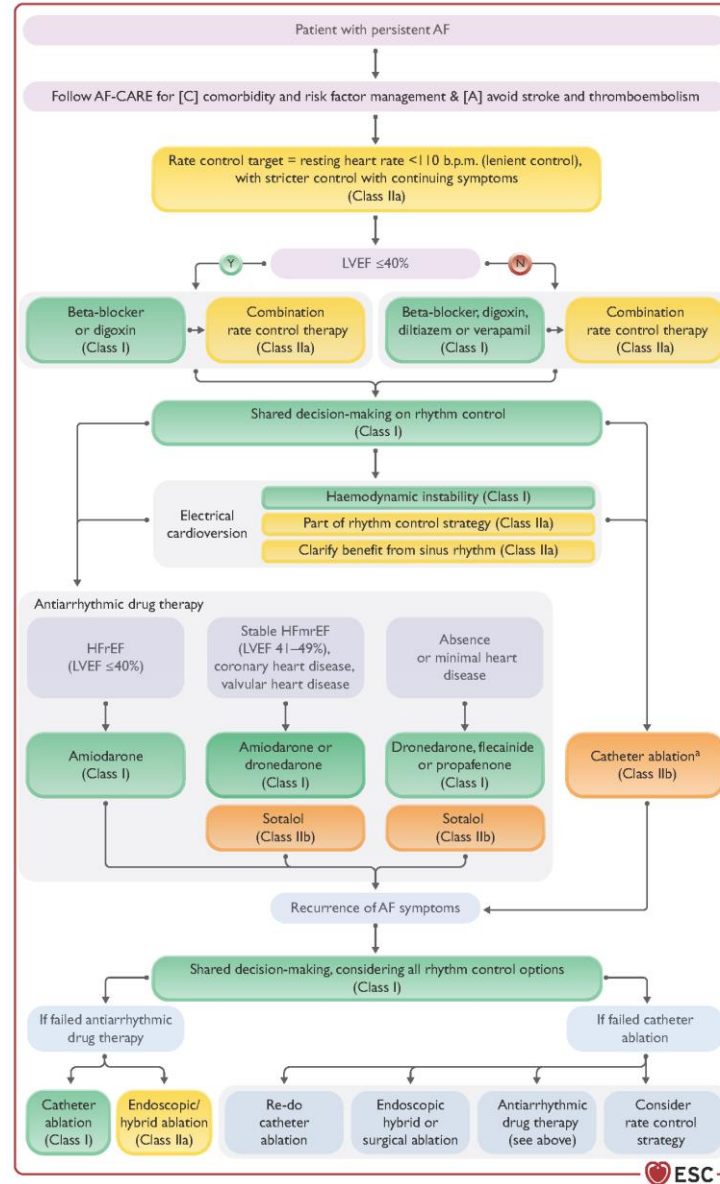 Patient with persistent AF
Follow AF-CARE for [C] comorbidity and risk factor management & [A] avoid stroke and thromboembolism
Rate control target = resting heart rate <110 b.p.m. (lenient control),
with stricter control with continuing symptoms
(Class IIa)
Y
LVEF ≤40%
N
Beta-blocker
or digoxin
(Class I)
Combination
rate control therapy
(Class IIa)
Beta-blocker, digoxin,
diltiazem or verapamil
(Class I)
Combination
rate control therapy
(Class IIa)
Shared decision-making on rhythm control
(Class I)
Electrical
cardioversion
Haemodynamic instability (Class I)
Part of rhythm control strategy (Class IIa)
Clarify benefit from sinus rhythm (Class IIa)
Antiarrhythmic drug therapy
HFrEF
(LVEF ≤40%)
Stable HFmrEF
(LVEF 41–49%),
coronary heart disease,
valvular heart disease
Absence
or minimal heart
disease
Amiodarone
(Class I)
Amiodarone or
dronedarone
(Class I)
Dronedarone, flecainide
or propafenone
(Class I)
Catheter ablationᵃ
(Class IIb)
Sotalol
(Class IIb)
Sotalol
(Class IIb)
Recurrence of AF symptoms
Shared decision-making, considering all rhythm control options
(Class I)
If failed antiarrhythmic
drug therapy
If failed catheter
ablation
Catheter
ablation
(Class I)
Endoscopic/
hybrid ablation
(Class IIa)
Re-do
catheter
ablation
Endoscopic
hybrid or
surgical ablation
Antiarrhythmic
drug therapy
(see above)
Consider
rate control
strategy
ESC